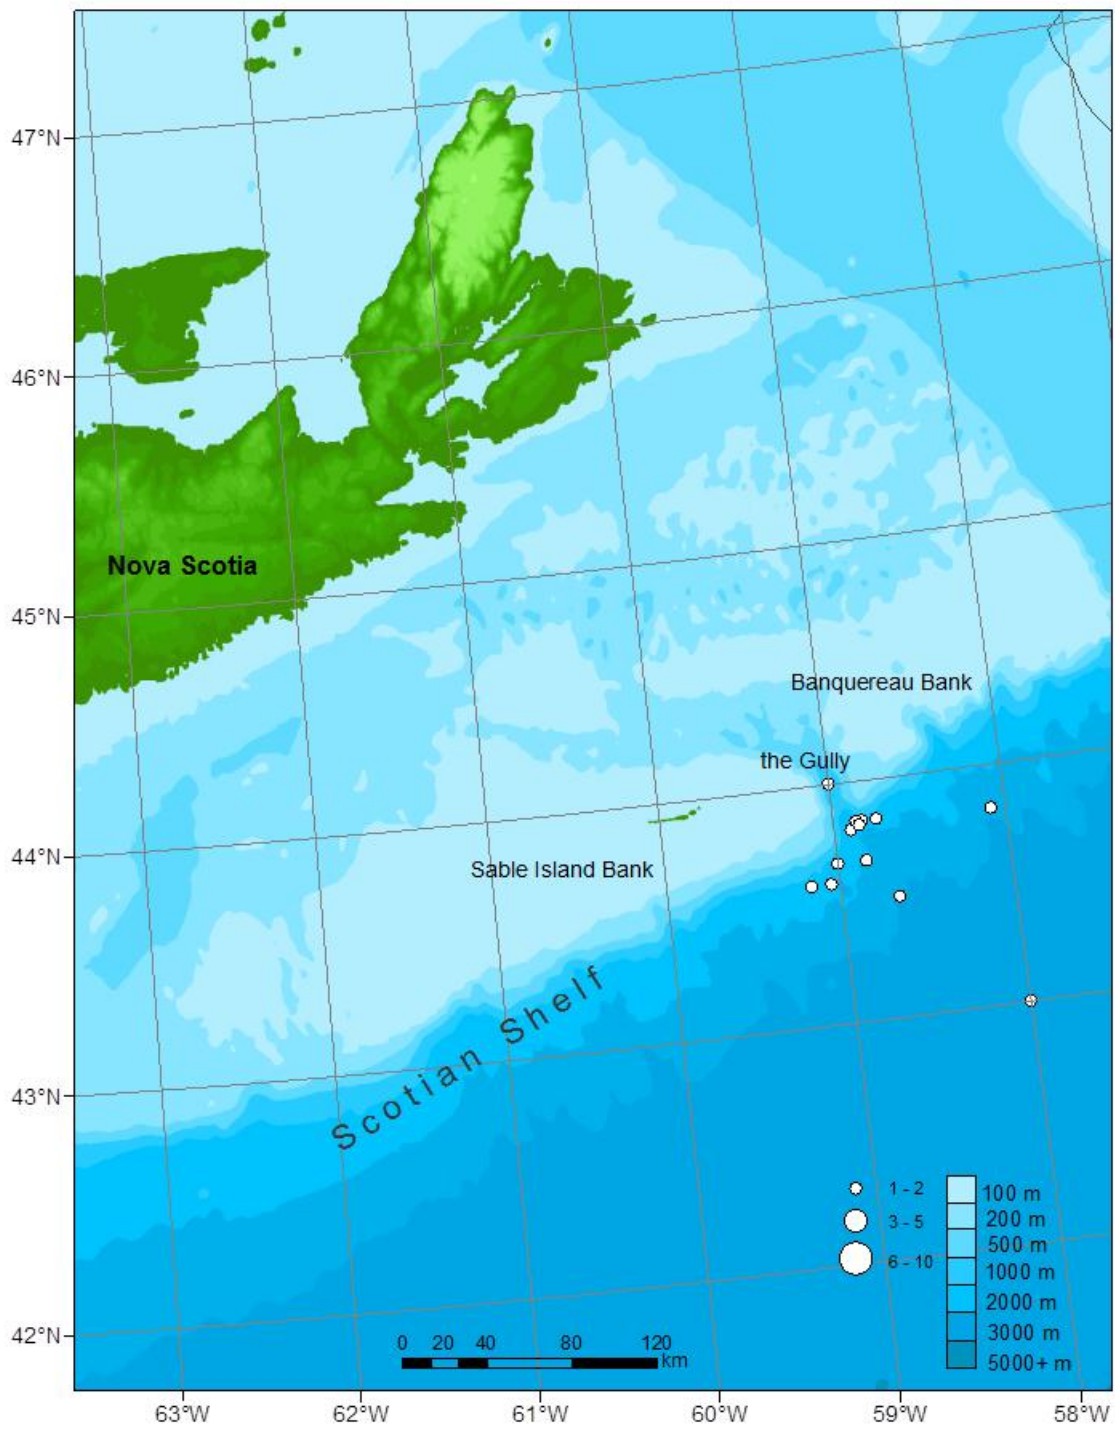 47°N
46°N
Nova Scotia
45°N
Banquereau Bank
the Gully
44°N
Sable Island Bank
Scotian Shelf
43°N
1 - 2
3 - 5
6 - 10
100 m
200 m
500 m
1000 m
2000 m
3000 m
5000+ m
42°N
0 20 40 80 120
km
63°W 62°W 61°W 60°W 59°W 58°W